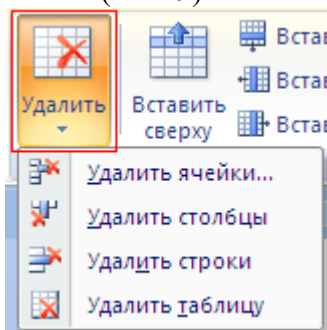 Удалить
Вставить
сверху
Встав
Встав
Встав
Удалить ячейки...
Удалить столбцы
Удалить строки
Удалить таблицу